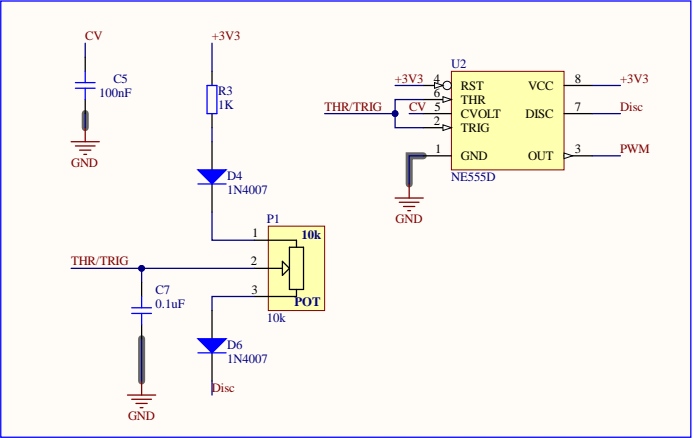 CV
C5
100nF
GND
+3V3
R3
1K
D4
1N4007
P1
1
10k
THR/TRIG
2
3
POT
10k
C7
0.1uF
GND
D6
1N4007
Disc
U2
+3V3
4
RST
VCC
8
+3V3
6
THR
THR/TRIG
CV
5
CVOLT
DISC
7
Disc
2
TRIG
1
GND
OUT
3
PWM
NE555D
GND